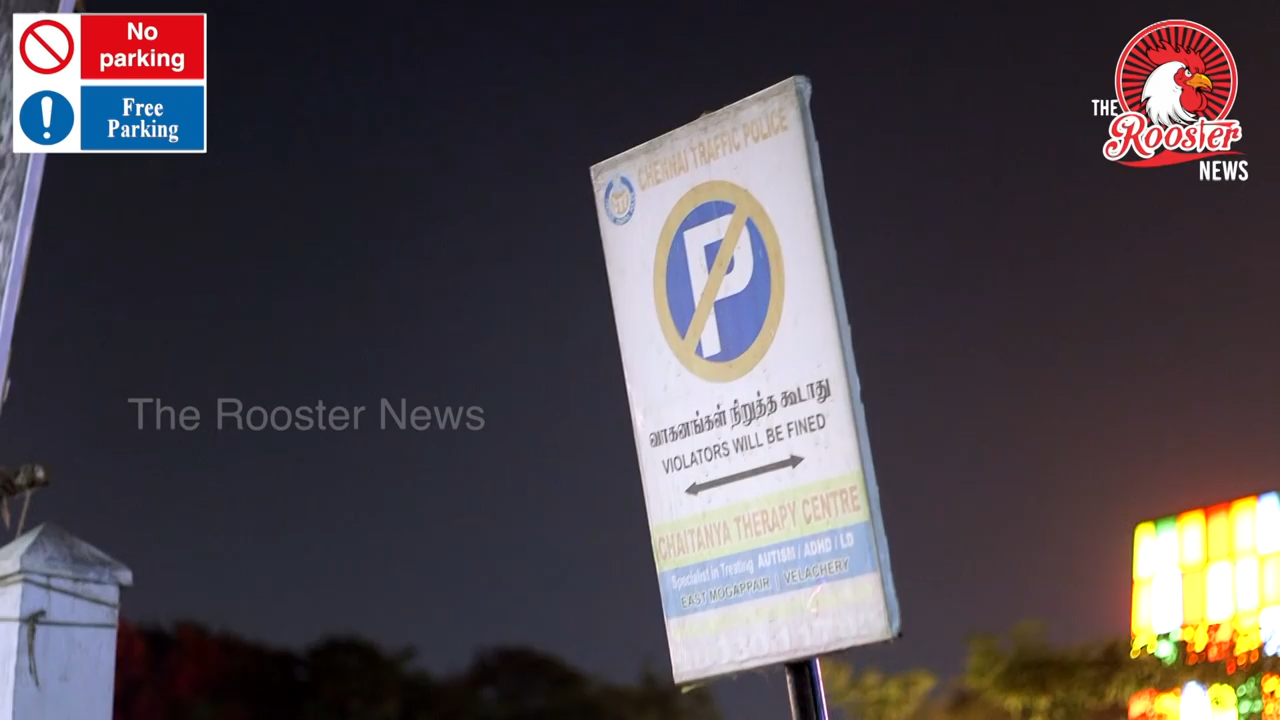 No
parking
Free
Parking
THE
Rooster
NEWS
The Rooster News
CHENNAI TRAFFIC POLICE
P
வாகனங்கள் நிறுத்த கூடாது
VIOLATORS WILL BE FINED
CHAITANYA THERAPY CENTRE
Specialist in Treating AUTISM / ADHD / LD
EAST MOGAPPAIR | VELACHERY